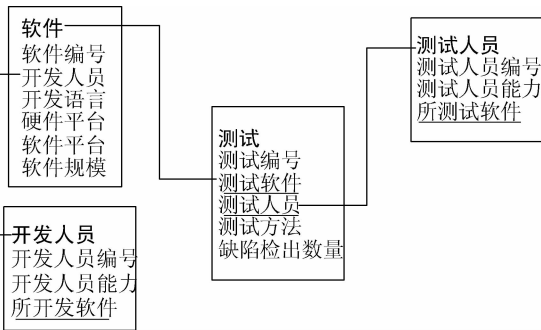 软件
软件编号
开发人员
开发语言
硬件平台
软件平台
软件规模
测试人员
测试人员编号
测试人员能力
所测试软件
测试
测试编号
测试软件
测试人员
测试方法
缺陷检出数量
开发人员
开发人员编号
开发人员能力
所开发软件